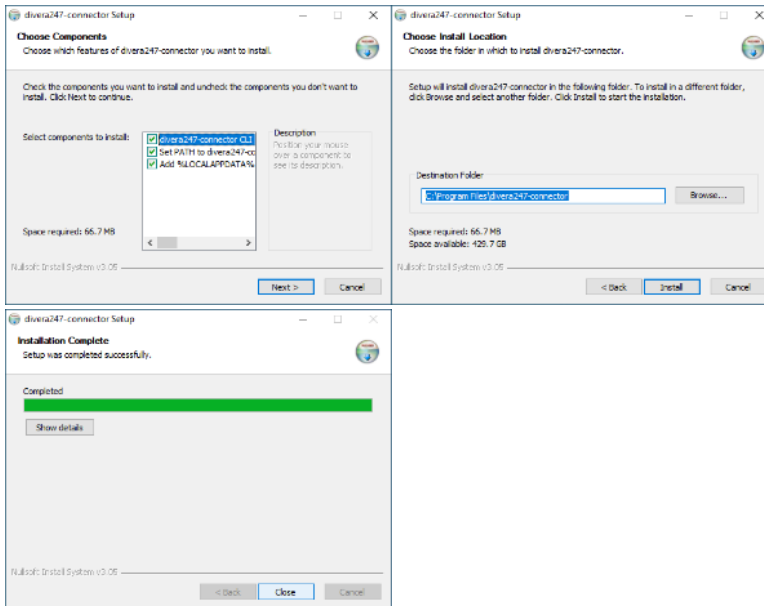 divera247-connector Setup
Choose Components
Choose which features of divera247-connector you want to install.
Check the components you want to install and uncheck the components you don't want to
install. Click Next to continue.
Select components to install:
divera247-connector CLI
Set PATH to divera247-cc
Add %LOCALAPPDATA%
Description
Position your mouse
over a component to
see its description.
Space required: 66.7 MB
Nullsoft Install System v3.05
Next >
Cancel
divera247-connector Setup
Choose Install Location
Choose the folder in which to install divera247-connector.
Setup will install divera247-connector in the following folder. To install in a different folder,
click Browse and select another folder. Click Install to start the installation.
Destination Folder
C:\Program Files\divera247-connector
Browse...
Space required: 66.7 MB
Space available: 429.7 GB
Nullsoft Install System v3.05
< Back
Install
Cancel
divera247-connector Setup
Installation Complete
Setup was completed successfully.
Completed
Show details
Nullsoft Install System v3.05
< Back
Close
Cancel